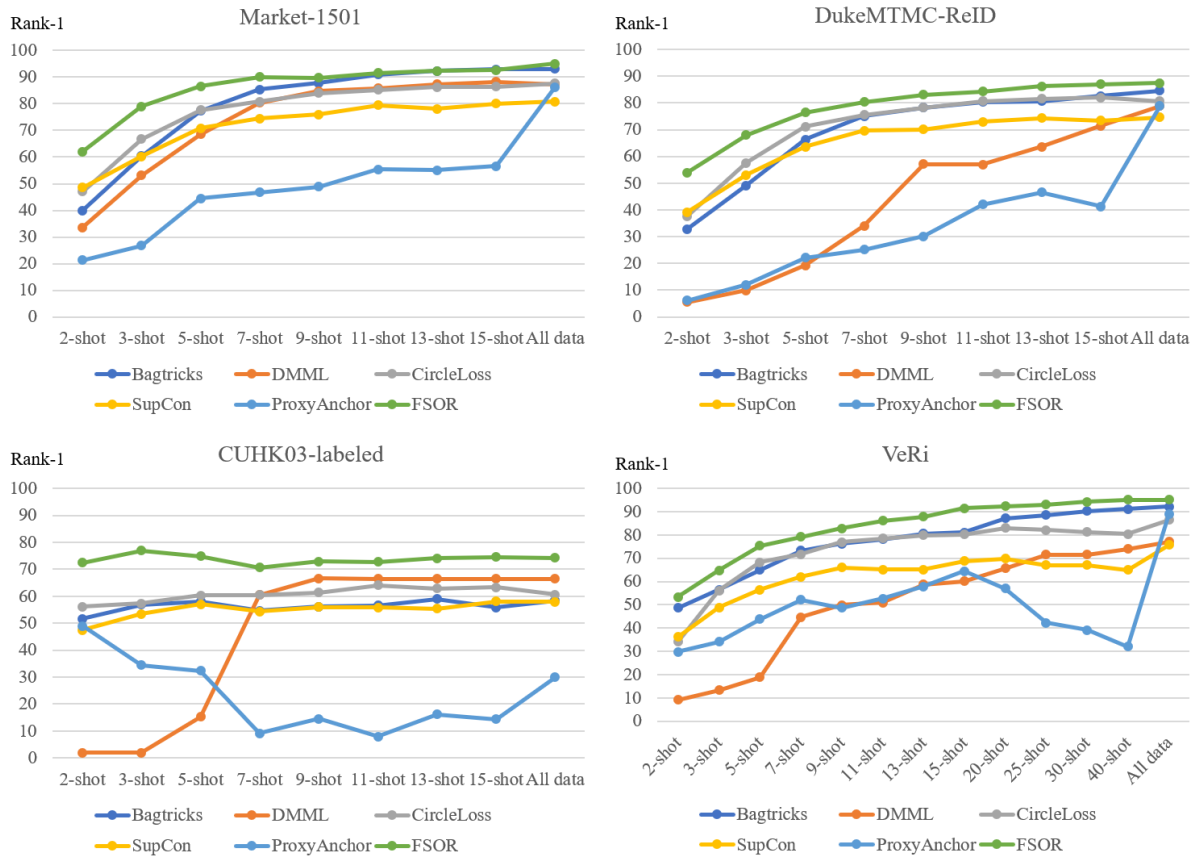 Market-1501
Rank-1
100
90
80
70
60
50
40
30
20
10
0
2-shot 3-shot 5-shot 7-shot 9-shot 11-shot 13-shot 15-shot All data
Bagtricks DMML CircleLoss
SupCon ProxyAnchor FSOR
DukeMTMC-ReID
Rank-1
100
90
80
70
60
50
40
30
20
10
0
2-shot 3-shot 5-shot 7-shot 9-shot 11-shot 13-shot 15-shot All data
Bagtricks DMML CircleLoss
SupCon ProxyAnchor FSOR
CUHK03-labeled
Rank-1
100
90
80
70
60
50
40
30
20
10
0
2-shot 3-shot 5-shot 7-shot 9-shot 11-shot 13-shot 15-shot All data
Bagtricks DMML CircleLoss
SupCon ProxyAnchor FSOR
VeRi
Rank-1
100
90
80
70
60
50
40
30
20
10
0
2-shot 3-shot 5-shot 7-shot 9-shot 11-shot 13-shot 15-shot 20-shot 25-shot 30-shot 40-shot All data
Bagtricks DMML CircleLoss
SupCon ProxyAnchor FSOR